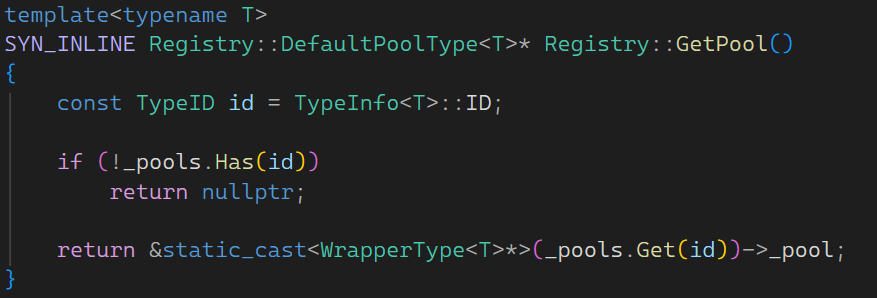 template<typename T>
SYN_INLINE Registry::DefaultPoolType<T>* Registry::GetPool()
{
    const TypeID id = TypeInfo<T>::ID;
    if (!_pools.Has(id))
        return nullptr;
    return &static_cast<WrapperType<T>*>(_pools.Get(id))->_pool;
}